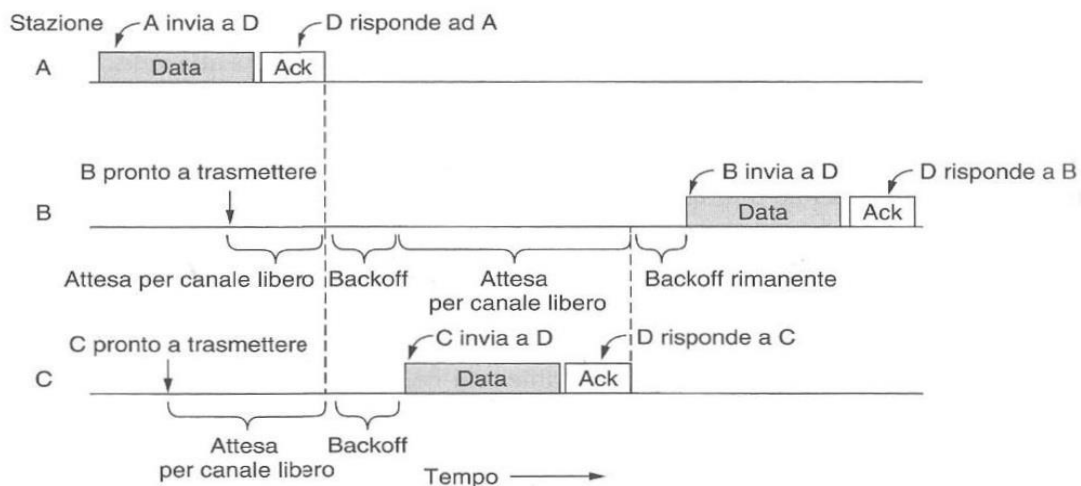 Stazione
A invia a D
D risponde ad A
A
Data
Ack
B pronto a trasmettere
B invia a D
D risponde a B
B
Data
Ack
Attesa per canale libero
Backoff
Attesa
per canale libero
Backoff rimanente
C pronto a trasmettere
C invia a D
D risponde a C
C
Data
Ack
Attesa
per canale libero
Backoff
Tempo